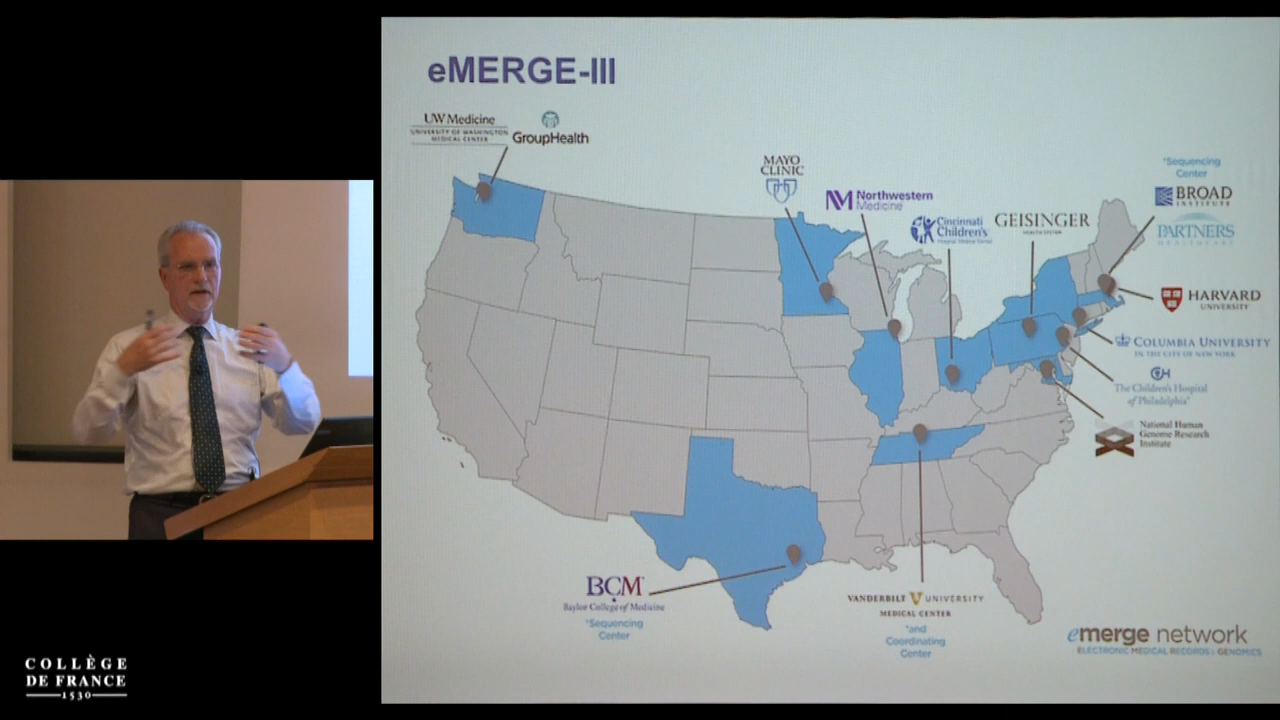 eMERGE-III
UW Medicine
UNIVERSITY OF WASHINGTON
MEDICAL CENTER
GroupHealth
MAYO
CLINIC
Northwestern
Medicine
Cincinnati
Children's
Hospital Medical Center
GEISINGER
HEALTH SYSTEM
*Sequencing
Center
BROAD
INSTITUTE
PARTNERS
HEALTHCARE
HARVARD
UNIVERSITY
COLUMBIA UNIVERSITY
IN THE CITY OF NEW YORK
The Children's Hospital
of Philadelphia
National Human
Genome Research
Institute
BCM
Baylor College of Medicine
*Sequencing
Center
VANDERBILT V UNIVERSITY
MEDICAL CENTER
*and
Coordinating
Center
emerge network
ELECTRONIC MEDICAL RECORDS & GENOMICS
COLLÈGE
DE FRANCE
1530